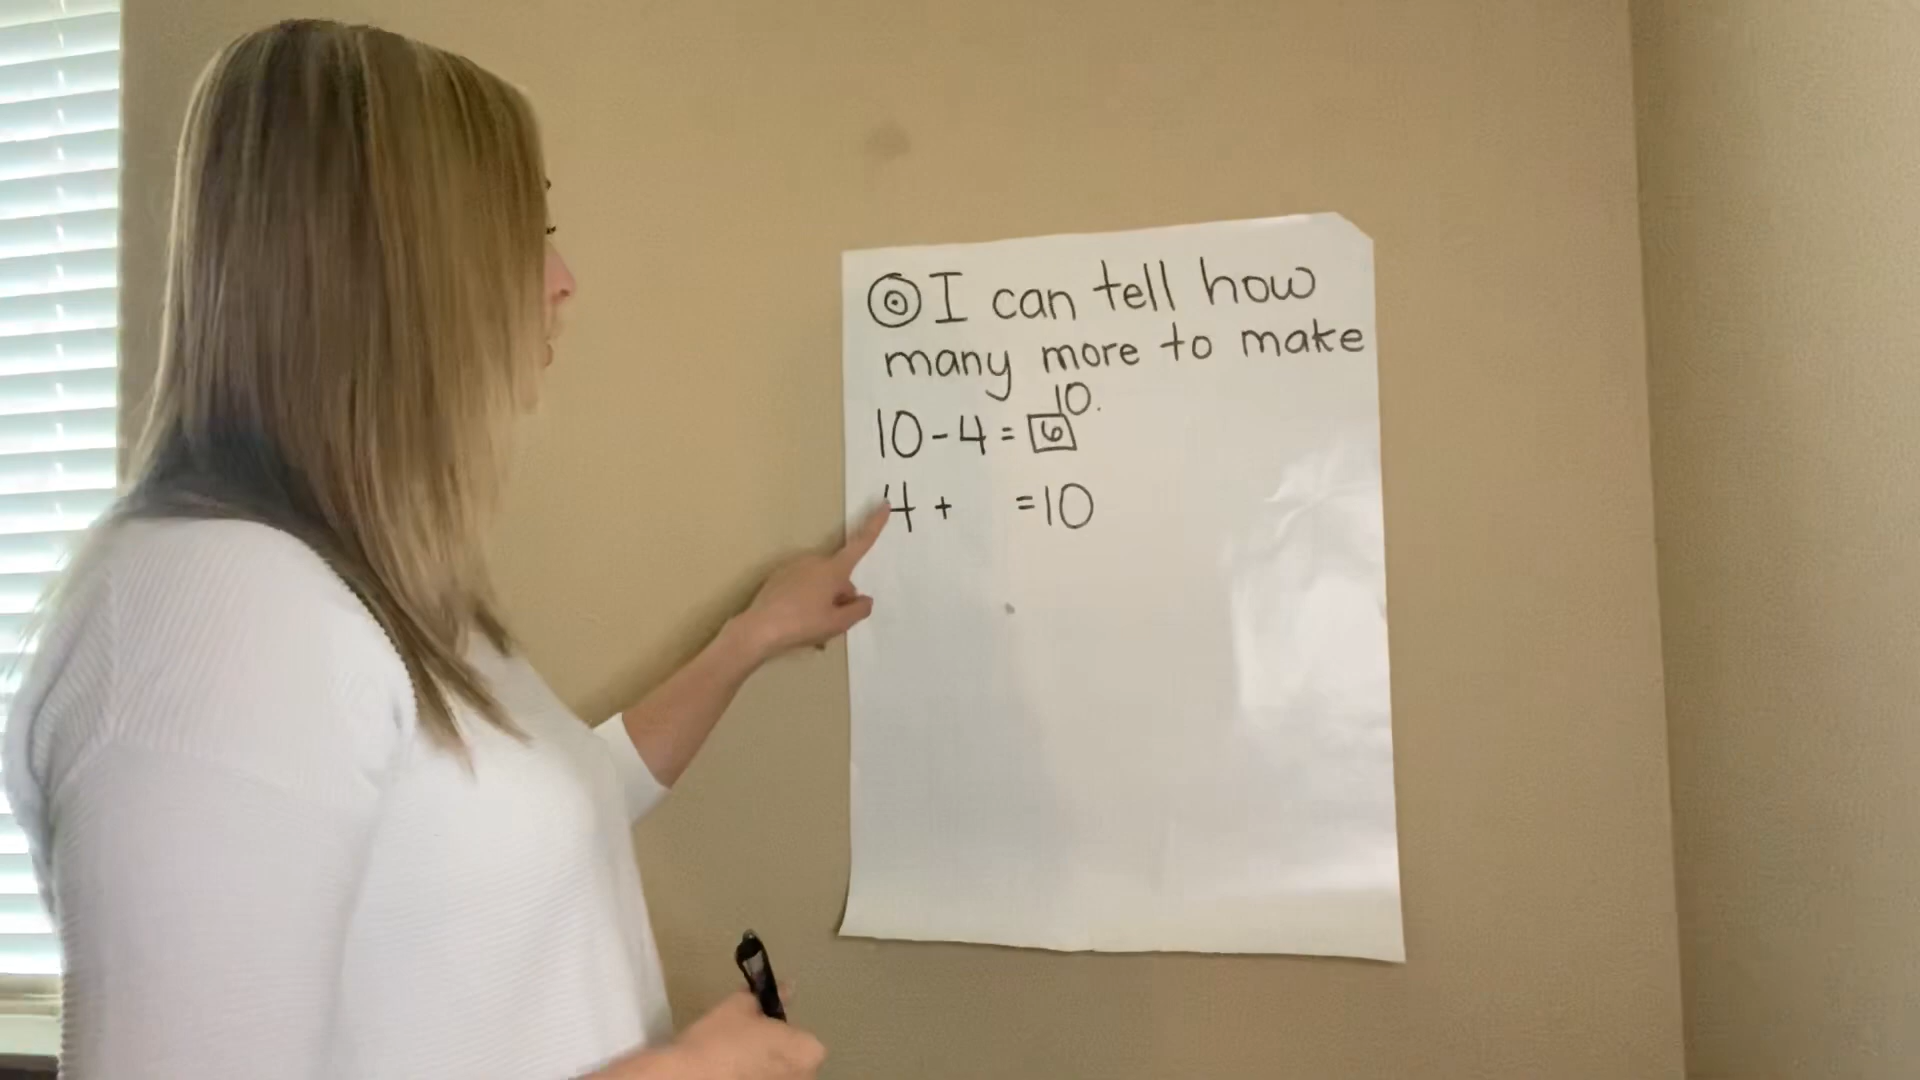 I can tell how
many more to make
10.
10 - 4 = 6
4 + = 10